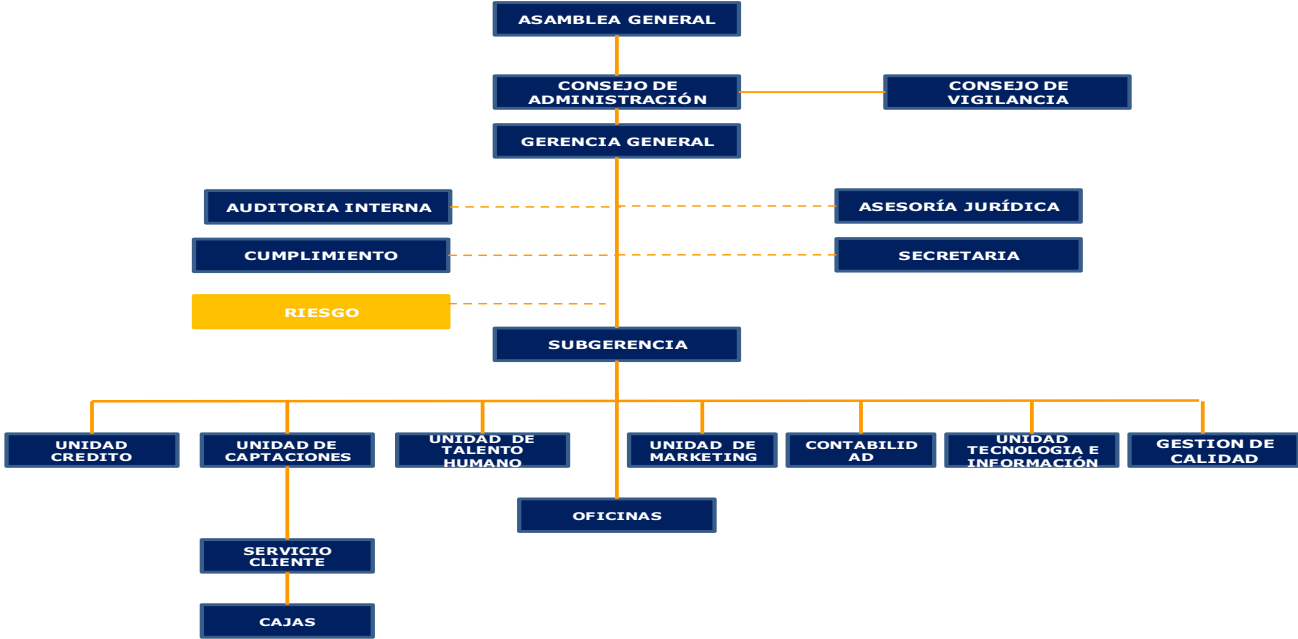 ASAMBLEA GENERAL
CONSEJO DE
ADMINISTRACIÓN
CONSEJO DE
VIGILANCIA
GERENCIA GENERAL
AUDITORIA INTERNA
ASESORÍA JURÍDICA
CUMPLIMIENTO
SECRETARIA
RIESGO
SUBGERENCIA
UNIDAD
CREDITO
UNIDAD DE
CAPTACIONES
UNIDAD DE
TALENTO
HUMANO
UNIDAD DE
MARKETING
CONTABILID
AD
UNIDAD
TECNOLOGIA E
INFORMACIÓN
GESTION DE
CALIDAD
OFICINAS
SERVICIO
CLIENTE
CAJAS